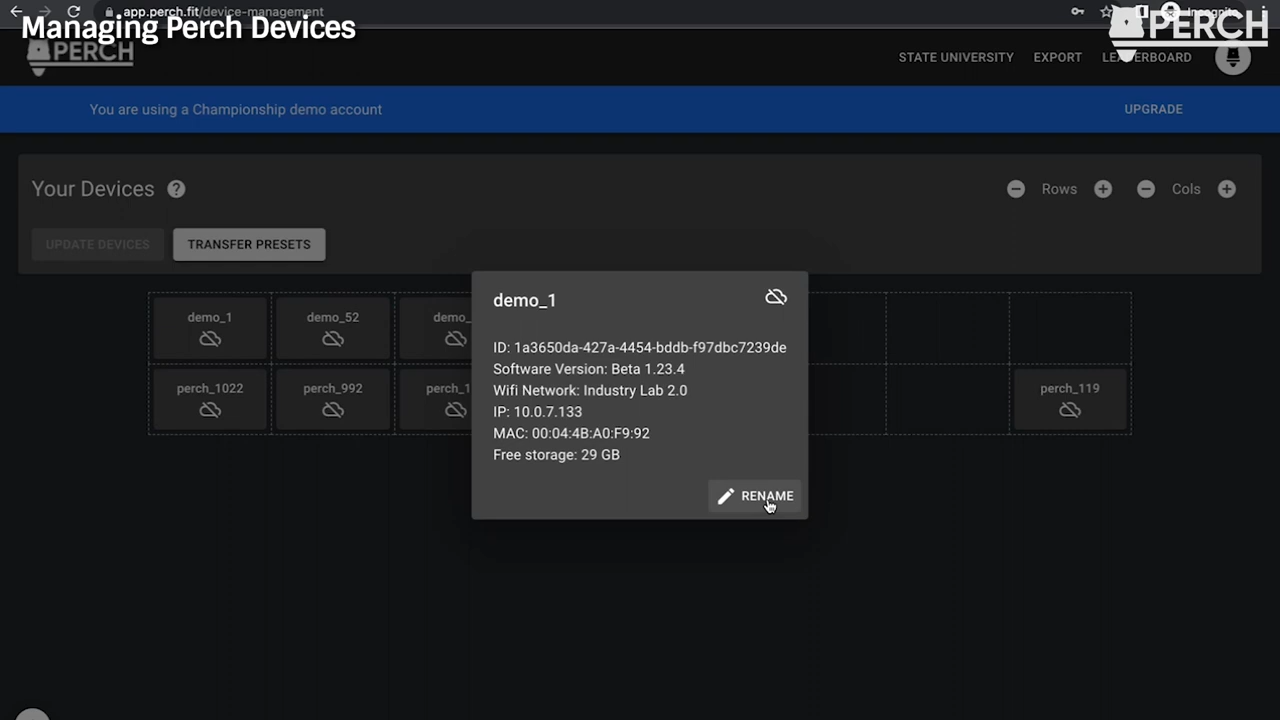 app.perch.fit/device-management
Managing Perch Devices
PERCH
PERCH
STATE UNIVERSITY
EXPORT
LEADERBOARD
You are using a Championship demo account
UPGRADE
Your Devices
Rows
Cols
UPDATE DEVICES
TRANSFER PRESETS
demo_1
demo_52
demo_
perch_1022
perch_992
perch_1
perch_119
demo_1
ID: 1a3650da-427a-4454-bddb-f97dbc7239de
Software Version: Beta 1.23.4
Wifi Network: Industry Lab 2.0
IP: 10.0.7.133
MAC: 00:04:4B:A0:F9:92
Free storage: 29 GB
RENAME